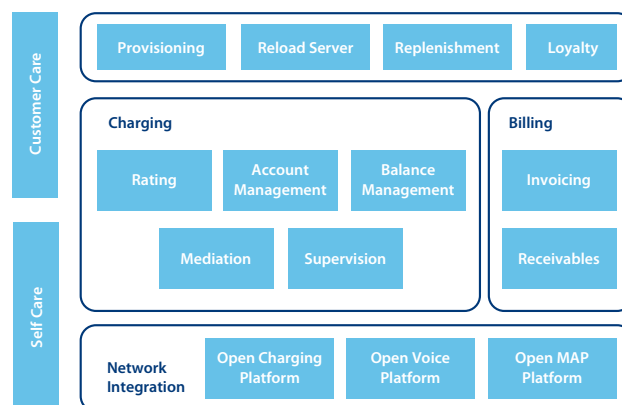 Customer Care
Provisioning
Reload Server
Replenishment
Loyalty
Charging
Rating
Account
Management
Balance
Management
Mediation
Supervision
Billing
Invoicing
Receivables
Self Care
Network
Integration
Open Charging
Platform
Open Voice
Platform
Open MAP
Platform